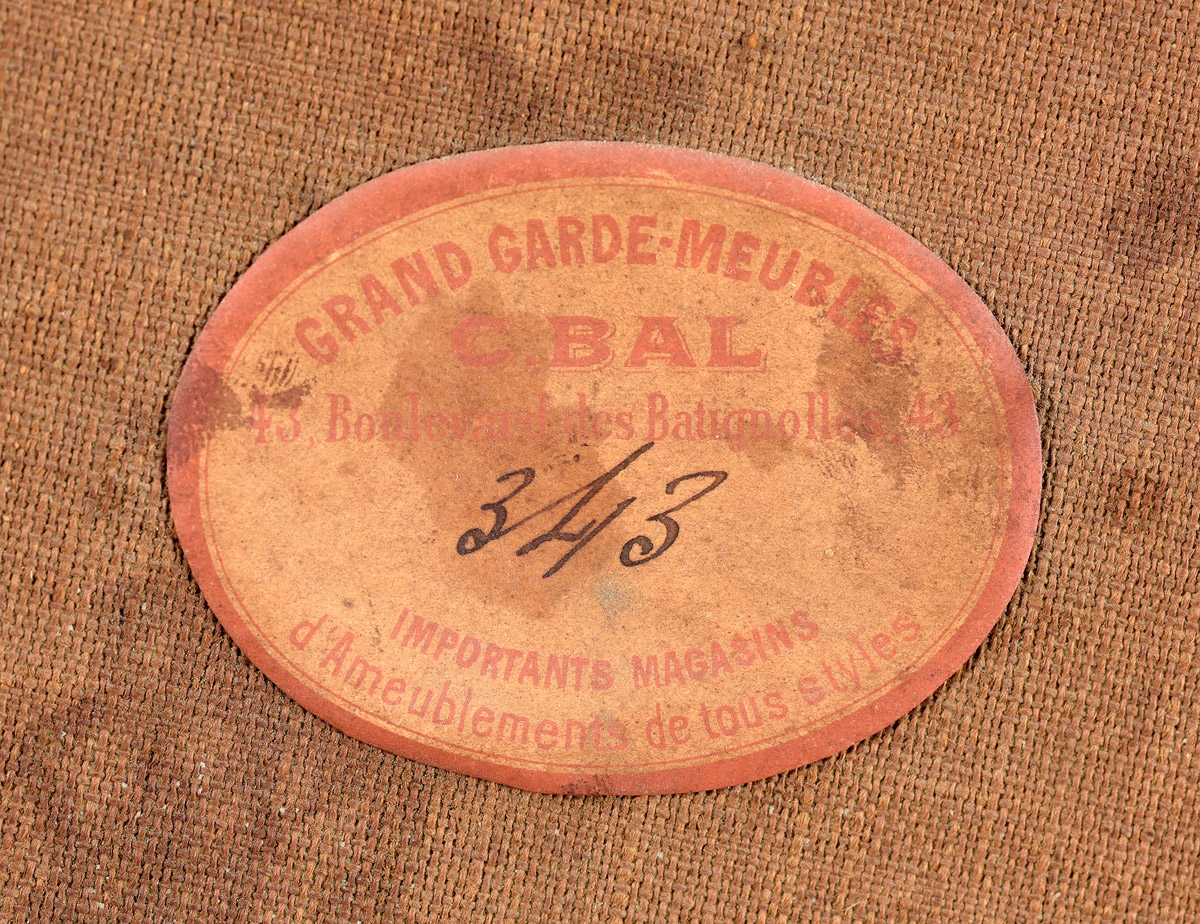 GRAND GARDE-MEUBLES
C. BAL
43, Boulevard des Batignolles, 43
343
IMPORTANTS MAGASINS
d'Ameublements de tous styles